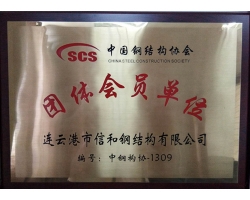 SCS 中国钢结构协会
CHINA STEEL CONSTRUCTION SOCIETY
团体会员单位
连云港市信和钢结构有限公司
编号：中钢构协-1309